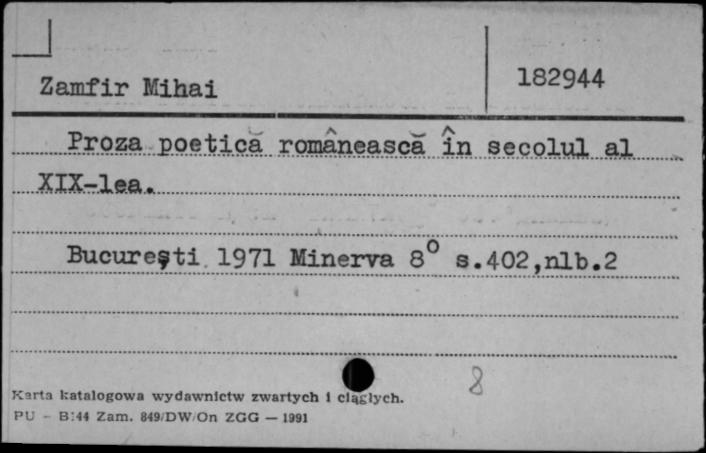 Zamfir Mihai
182944
Proza poetică românească în secolul al
XIX-lea.
București 1971 Minerva 8° s.402,nlb.2
8
Karta katalogowa wydawnictw zwartych i ciągłych.
PU - B:44 Zam. 849/DW/On ZGG — 1991